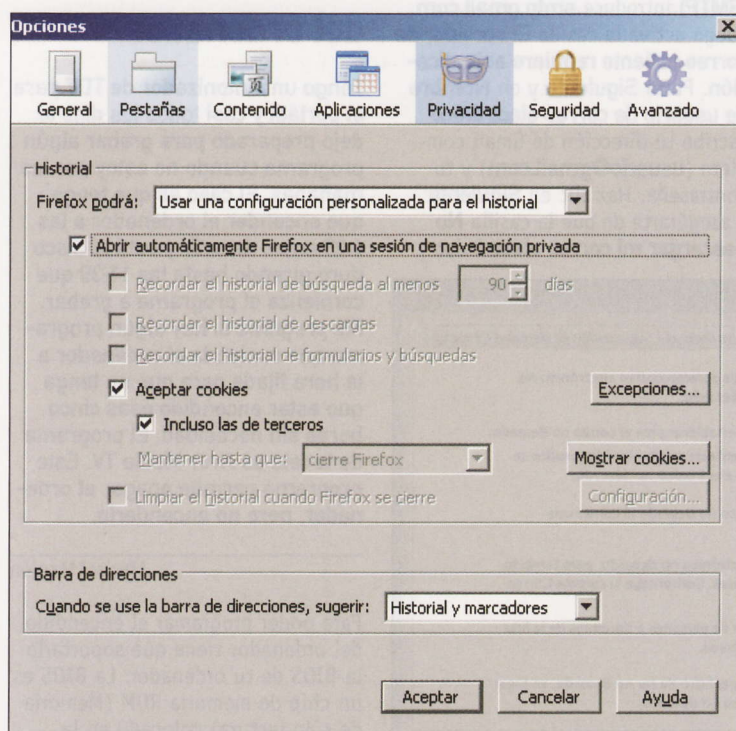 Opciones
General Pestañas Contenido Aplicaciones Privacidad Seguridad Avanzado
Historial
Firefox podrá: Usar una configuración personalizada para el historial
Abrir automáticamente Firefox en una sesión de navegación privada
Recordar el historial de búsqueda al menos 90 días
Recordar el historial de descargas
Recordar el historial de formularios y búsquedas
Aceptar cookies Excepciones...
Incluso las de terceros
Mantener hasta que: cierre Firefox Mostrar cookies...
Limpiar el historial cuando Firefox se cierre Configuración...
Barra de direcciones
Cuando se use la barra de direcciones, sugerir: Historial y marcadores
Aceptar Cancelar Ayuda